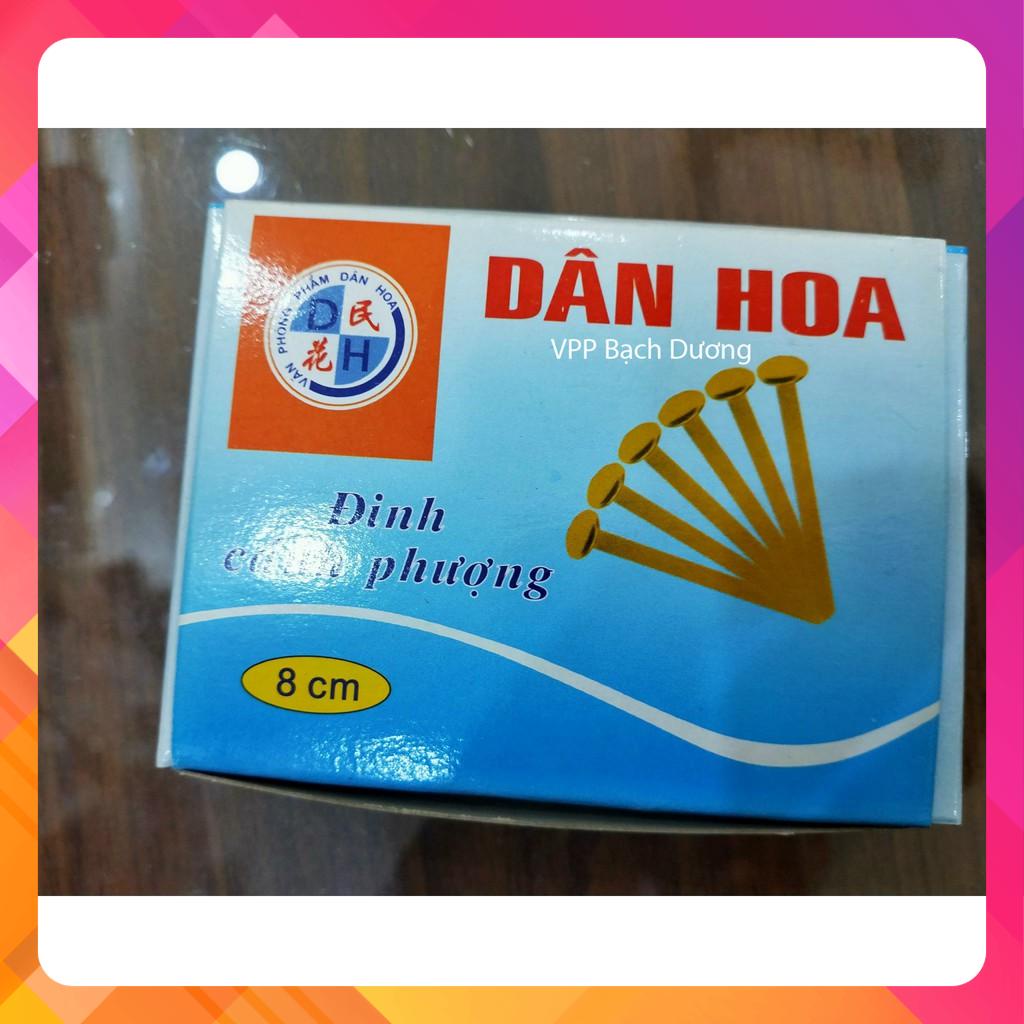 DÂN HOA
VPP Bạch Dương
VĂN PHÒNG PHẨM DÂN HOA
D 民
花 H
Đinh
phượng
8 cm